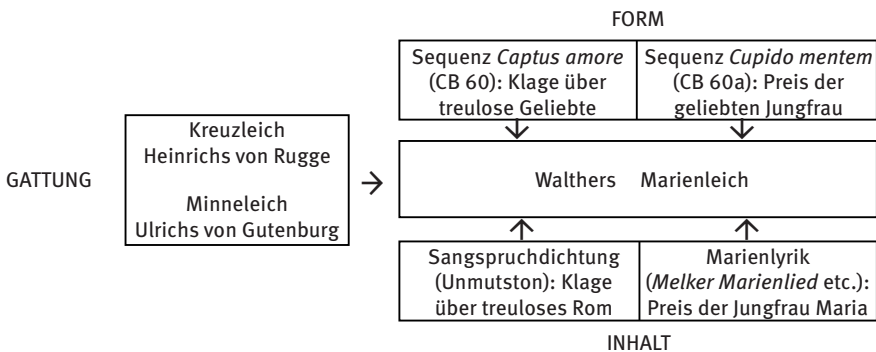 FORM
Sequenz Captus amore
(CB 60): Klage über
treulose Geliebte
Sequenz Cupido mentem
(CB 60a): Preis der
geliebten Jungfrau
GATTUNG
Kreuzleich
Heinrichs von Rugge
Minneleich
Ulrichs von Gutenburg
Walthers Marienleich
Sangspruchdichtung
(Unmutston): Klage
über treuloses Rom
Marienlyrik
(Melker Marienlied etc.):
Preis der Jungfrau Maria
INHALT